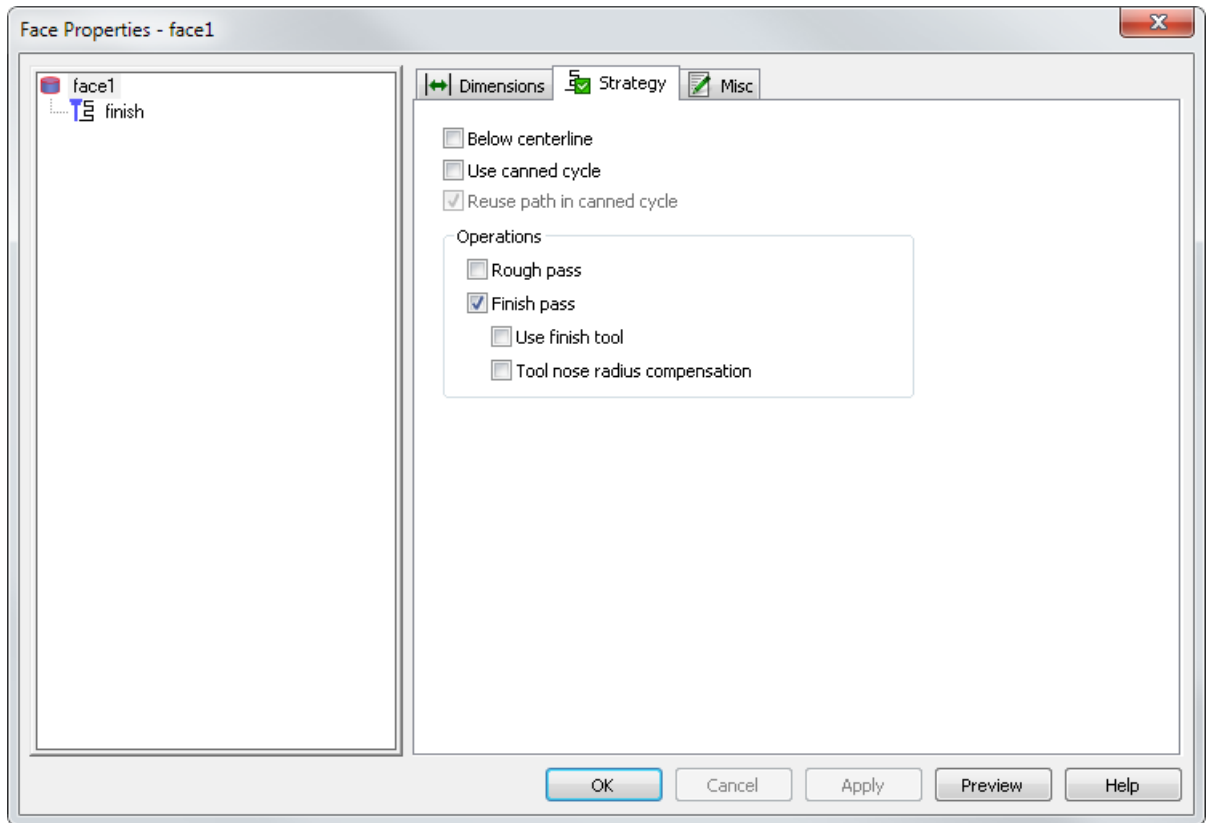 Face Properties - face1
face1
finish
Dimensions
Strategy
Misc
Below centerline
Use canned cycle
Reuse path in canned cycle
Operations
Rough pass
Finish pass
Use finish tool
Tool nose radius compensation
OK
Cancel
Apply
Preview
Help